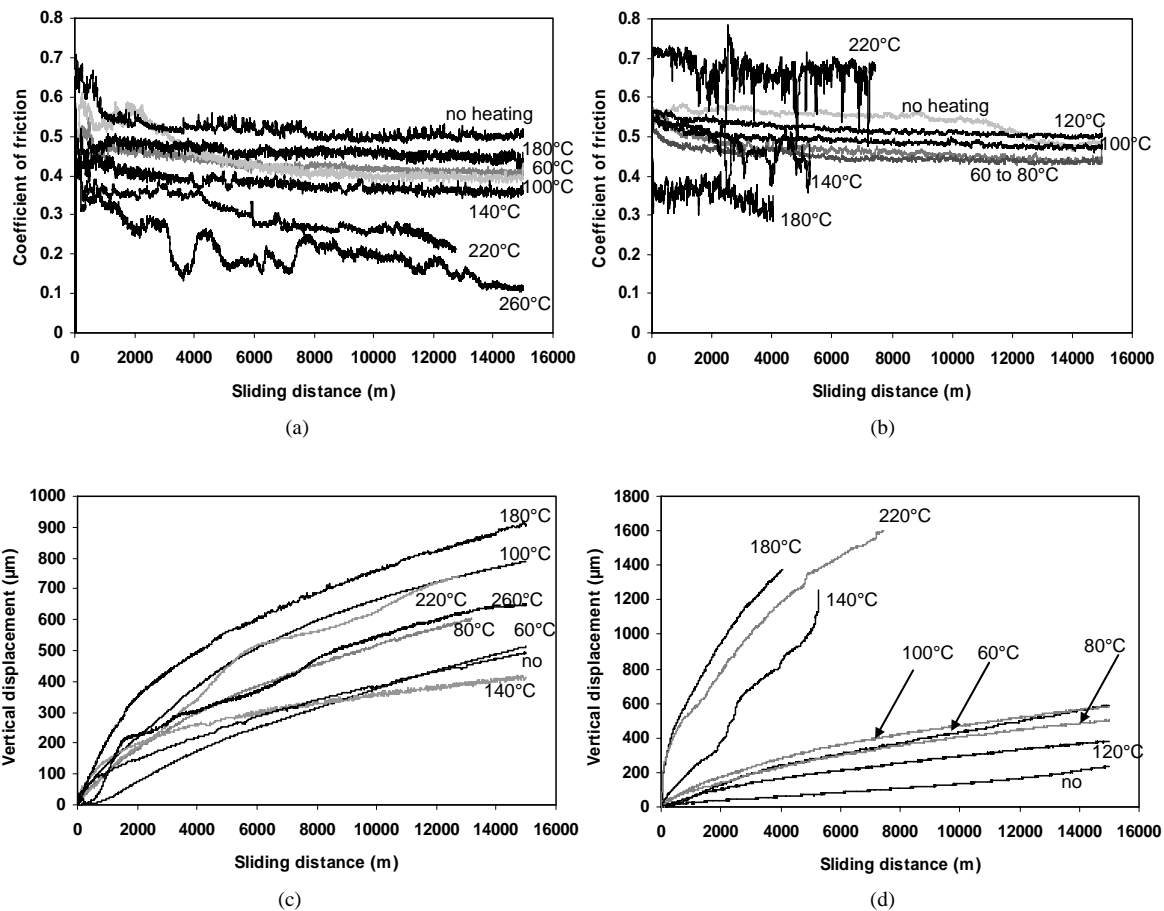 0.8
0.7
0.6
0.5
0.4
0.3
0.2
0.1
0
Coefficient of friction
no heating
180°C
60°C
100°C
140°C
220°C
260°C
0 2000 4000 6000 8000 10000 12000 14000 16000
Sliding distance (m)
(a)
0.8
0.7
0.6
0.5
0.4
0.3
0.2
0.1
0
Coefficient of friction
220°C
no heating
120°C
100°C
140°C
60 to 80°C
180°C
0 2000 4000 6000 8000 10000 12000 14000 16000
Sliding distance (m)
(b)
1000
900
800
700
600
500
400
300
200
100
0
Vertical displacement (µm)
180°C
100°C
220°C 260°C
80°C 60°C
no
140°C
0 2000 4000 6000 8000 10000 12000 14000 16000
Sliding distance (m)
(c)
1800
1600
1400
1200
1000
800
600
400
200
0
Vertical displacement (µm)
220°C
180°C
140°C
100°C 60°C 80°C
120°C
no
0 2000 4000 6000 8000 10000 12000 14000 16000
Sliding distance (m)
(d)